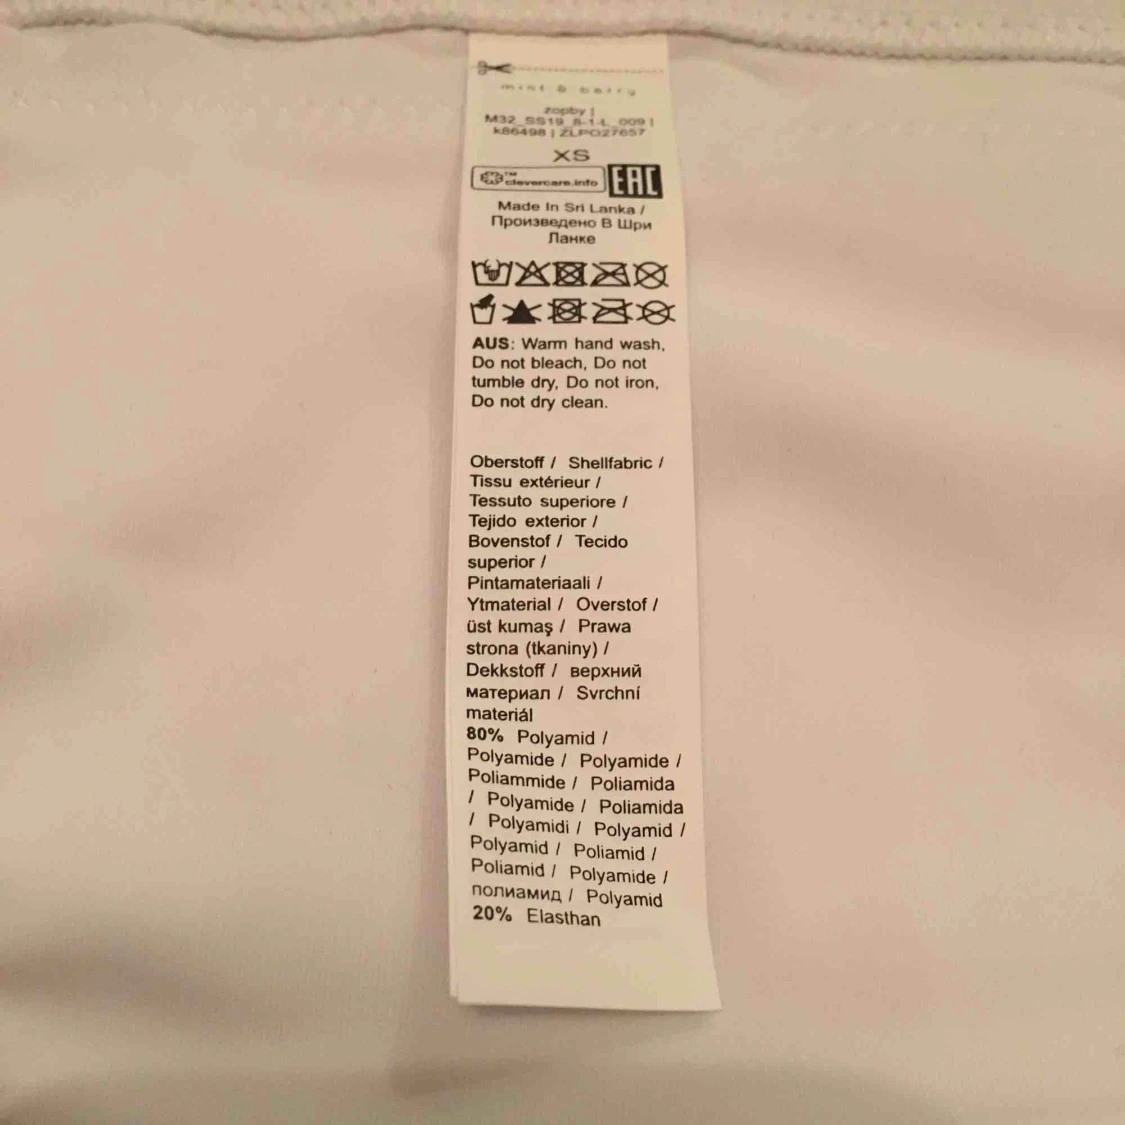 mint & berry
zopby |
M32_SS19_8-1-L_009 |
k86498 | ZLPO27657
XS
TM
clevercare.info
EAC
Made In Sri Lanka /
Произведено В Шри
Ланке
AUS: Warm hand wash,
Do not bleach, Do not
tumble dry, Do not iron,
Do not dry clean.
Oberstoff / Shellfabric /
Tissu extérieur /
Tessuto superiore /
Tejido exterior /
Bovenstof / Tecido
superior /
Pintamateriaali /
Ytmaterial / Overstof /
üst kumaş / Prawa
strona (tkaniny) /
Dekkstoff / верхний
материал / Svrchní
materiál
80% Polyamid /
Polyamide / Polyamide /
Poliammide / Poliamida
/ Polyamide / Poliamida
/ Polyamidi / Polyamid /
Polyamid / Poliamid /
Poliamid / Polyamide /
полиамид / Polyamid
20% Elasthan